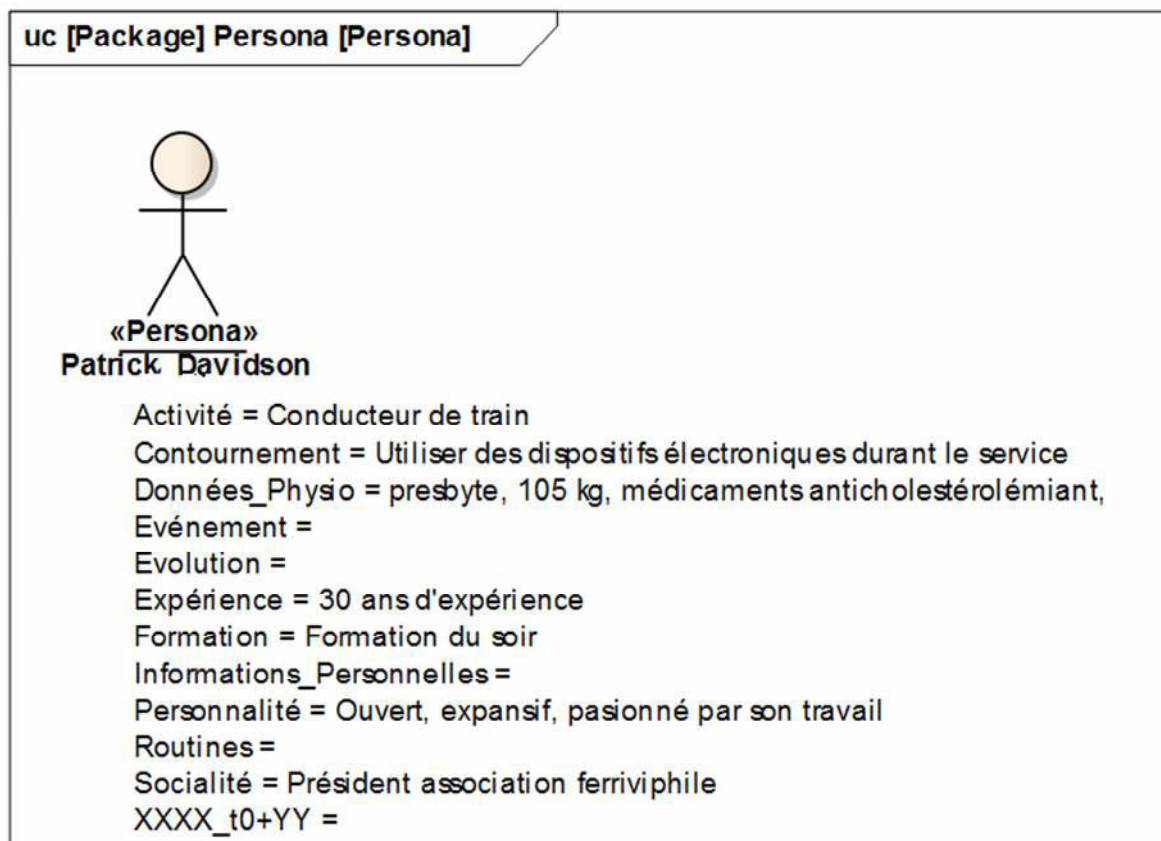 uc [Package] Persona [Persona]
«Persona»
Patrick Davidson
Activité = Conducteur de train
Contournement = Utiliser des dispositifs électroniques durant le service
Données_Physio = presbyte, 105 kg, médicaments anticholestérolémiant,
Evénement =
Evolution =
Expérience = 30 ans d'expérience
Formation = Formation du soir
Informations_Personnelles =
Personnalité = Ouvert, expansif, pasionné par son travail
Routines =
Socialité = Président association ferriviphile
XXXX_t0+YY =